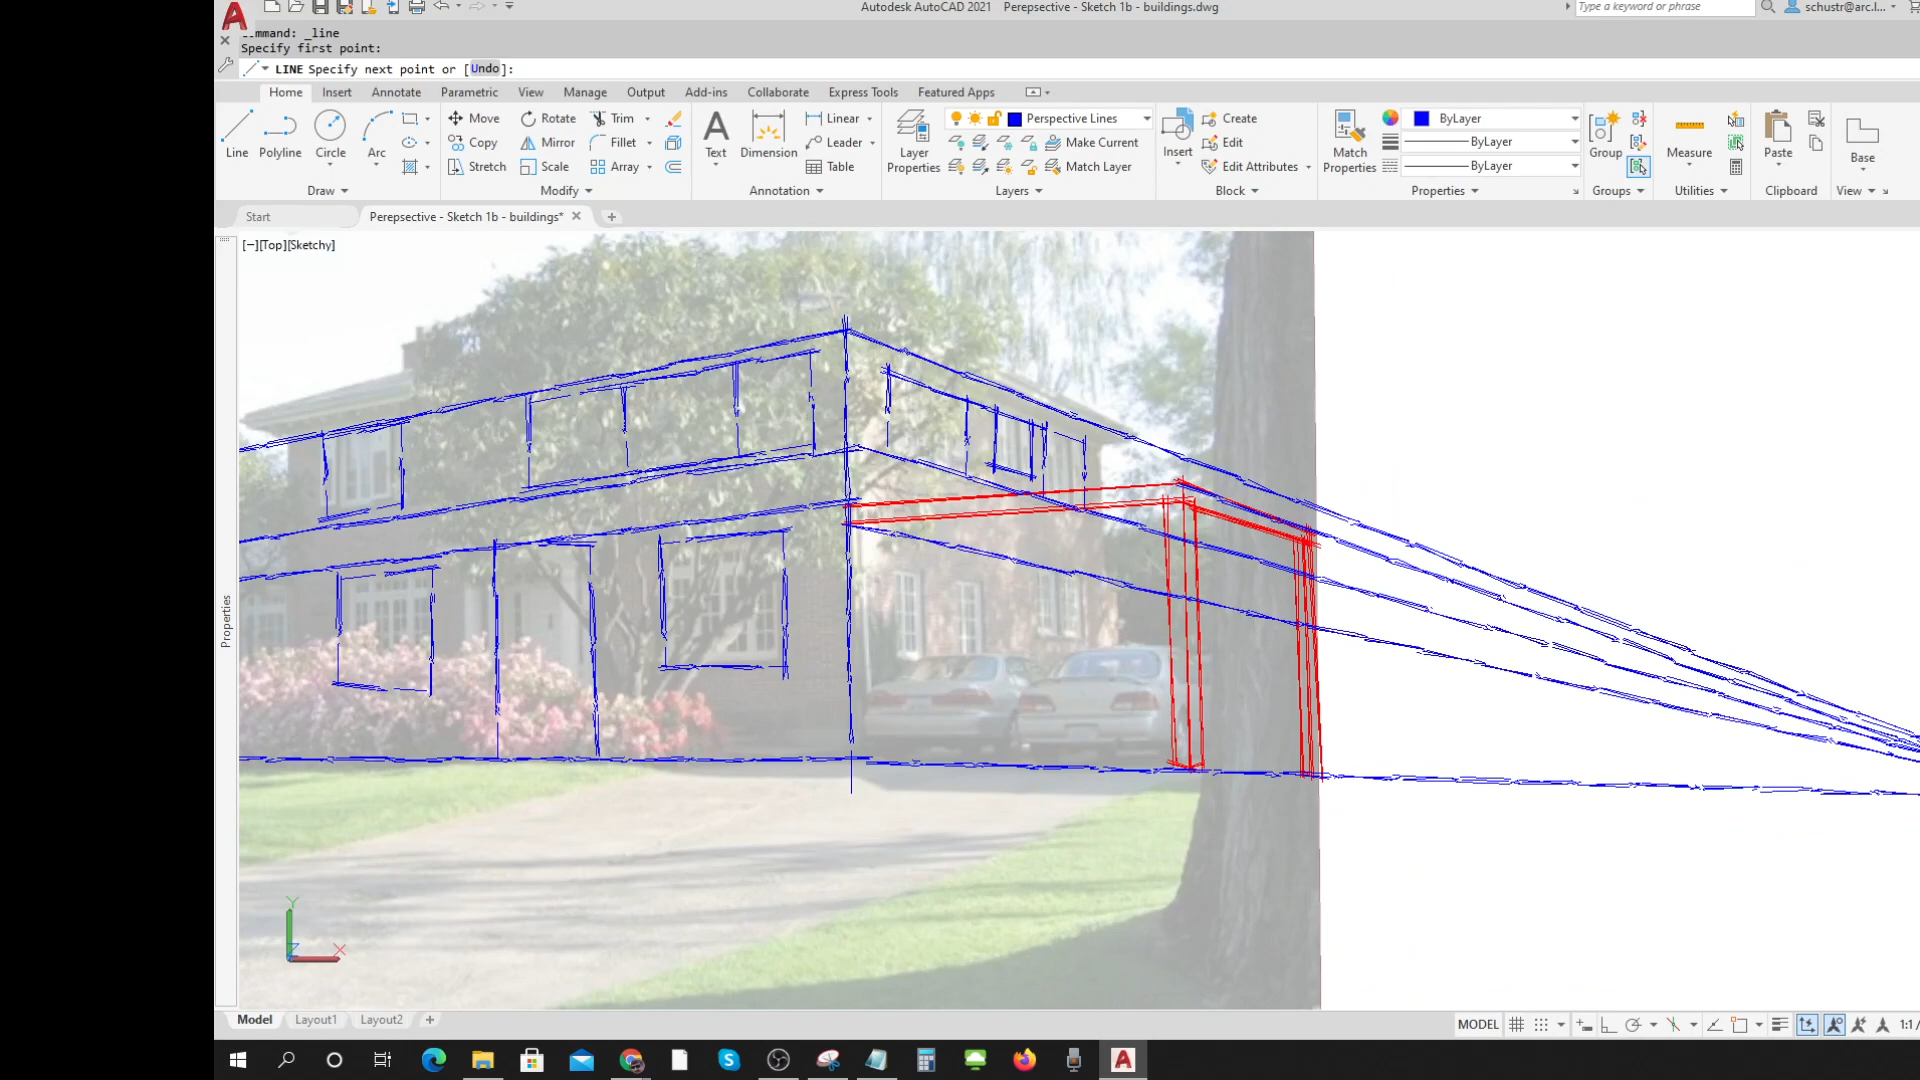 Autodesk AutoCAD 2021 Perepsective - Sketch 1b - buildings.dwg
Type a keyword or phrase
schustr@arc.l...
ommand: _line
Specify first point:
LINE Specify next point or [Undo]:
Home Insert Annotate Parametric View Manage Output Add-ins Collaborate Express Tools Featured Apps
Line Polyline Circle Arc
Draw
Move Rotate Trim
Copy Mirror Fillet
Stretch Scale Array
Modify
Text Dimension
Linear
Leader
Table
Annotation
Layer Properties
Perspective Lines
Make Current
Match Layer
Layers
Insert
Create
Edit
Edit Attributes
Block
Match Properties
ByLayer
ByLayer
ByLayer
Properties
Group
Groups
Measure
Utilities
Paste
Clipboard
Base
View
Start
Perepsective - Sketch 1b - buildings*
[−][Top][Sketchy]
Properties
Y
Z
X
Model Layout1 Layout2
MODEL
1:1 /